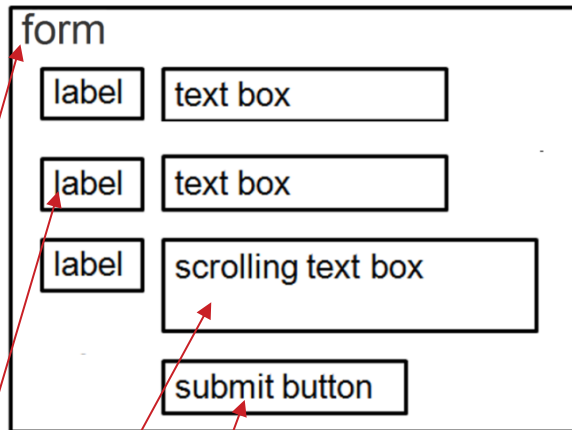 form
label text box
label text box
label scrolling text box
submit button